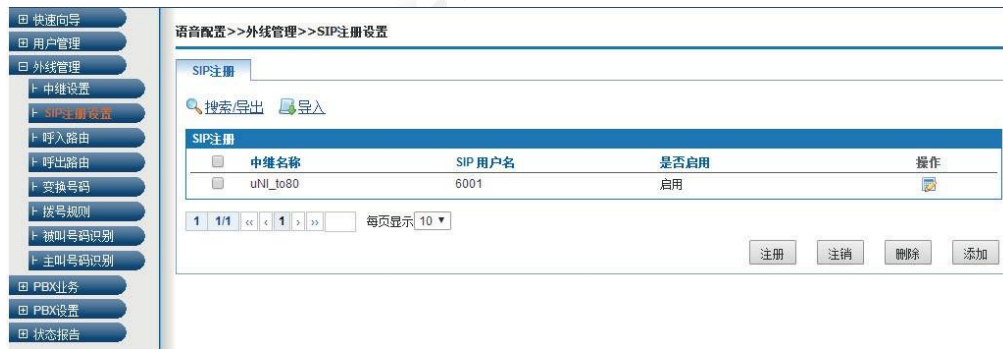 快速向导
用户管理
外线管理
中继设置
SIP注册设置
呼入路由
呼出路由
变换号码
拨号规则
被叫号码识别
主叫号码识别
PBX业务
PBX设置
状态报告
语音配置>>外线管理>>SIP注册设置
SIP注册
搜索/导出 导入
SIP注册
中继名称 SIP 用户名 是否启用 操作
uNI_to80 6001 启用
1 1/1 « ‹ 1 › » 每页显示 10
注册 注销 删除 添加